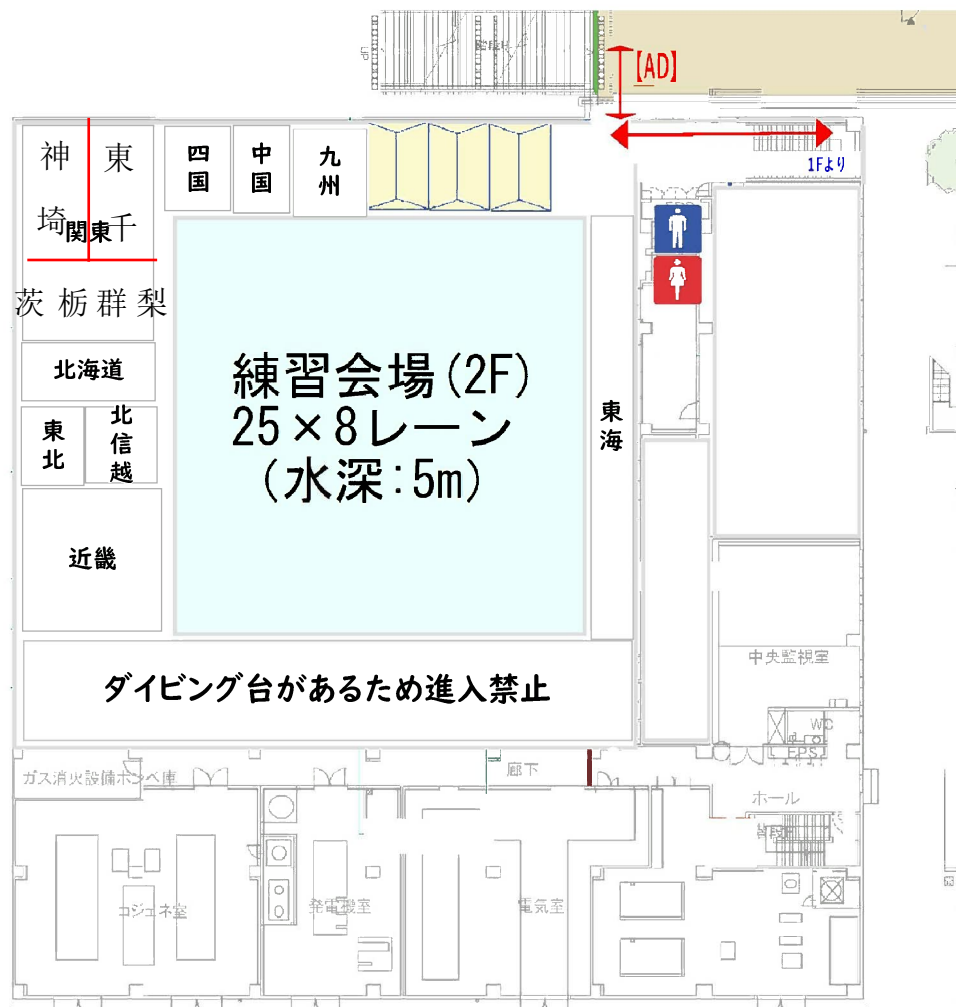 【AD】
1Fより
神 東
埼 千
関東
茨 栃 群 梨
四国
中国
九州
北海道
東北
北信越
近畿
練習会場(2F)
25×8レーン
(水深:5m)
東海
ダイビング台があるため進入禁止
中央監視室
WC
EPS
ガス消火設備ボンベ庫
廊下
ホール
コジェネ室
発電機室
電気室